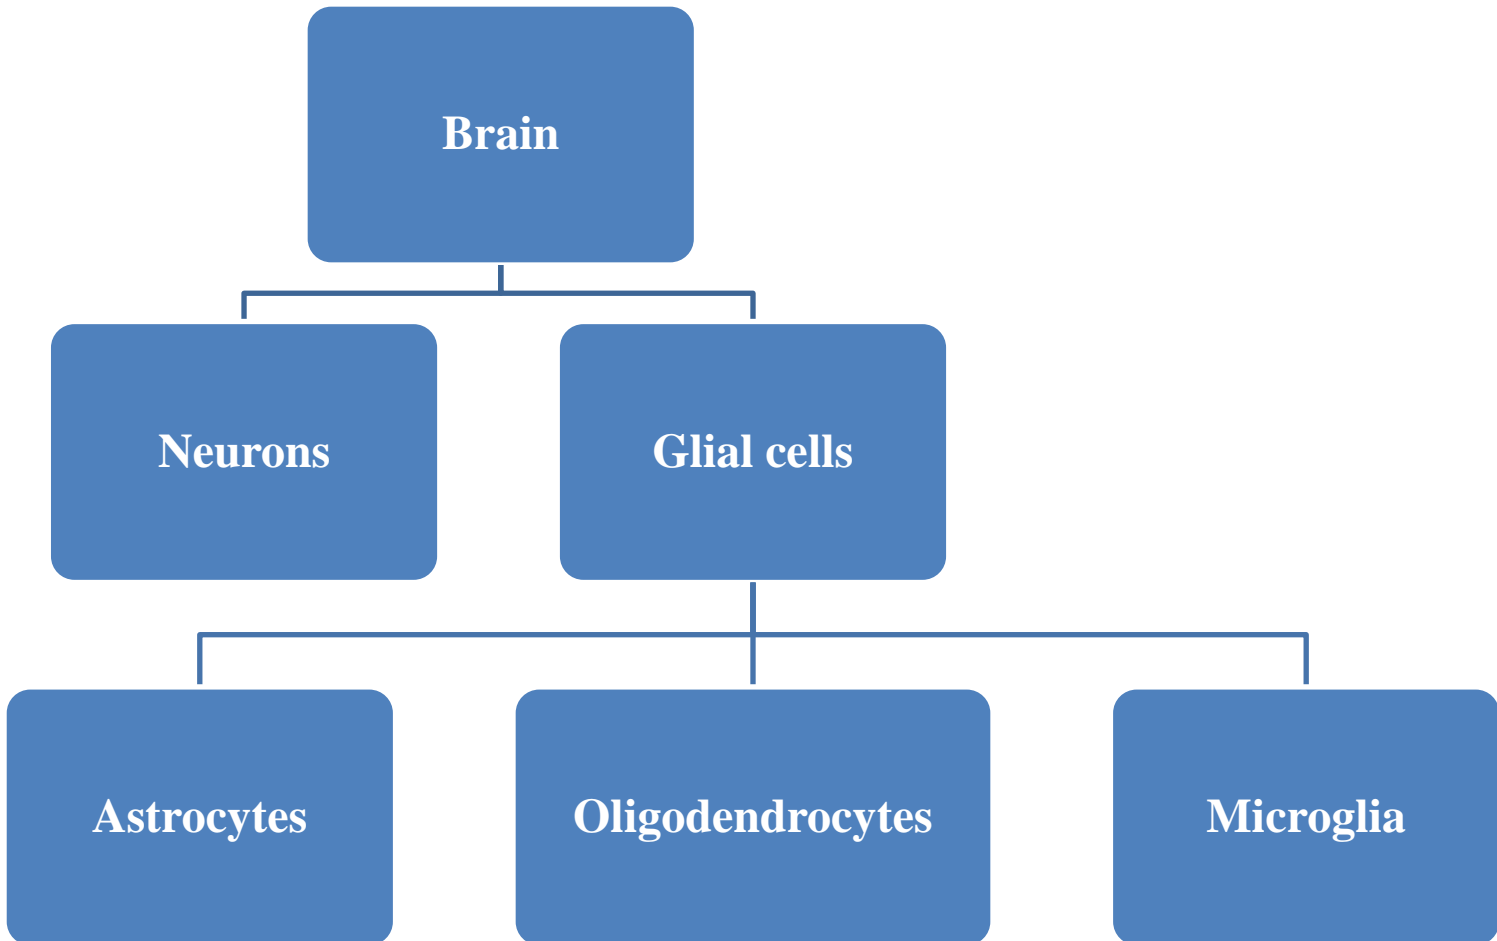 Brain
Neurons
Glial cells
Astrocytes
Oligodendrocytes
Microglia